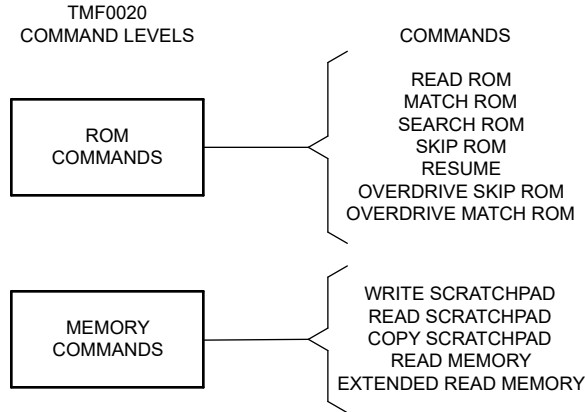 TMF0020
COMMAND LEVELS
COMMANDS
ROM
COMMANDS
READ ROM
MATCH ROM
SEARCH ROM
SKIP ROM
RESUME
OVERDRIVE SKIP ROM
OVERDRIVE MATCH ROM
MEMORY
COMMANDS
WRITE SCRATCHPAD
READ SCRATCHPAD
COPY SCRATCHPAD
READ MEMORY
EXTENDED READ MEMORY